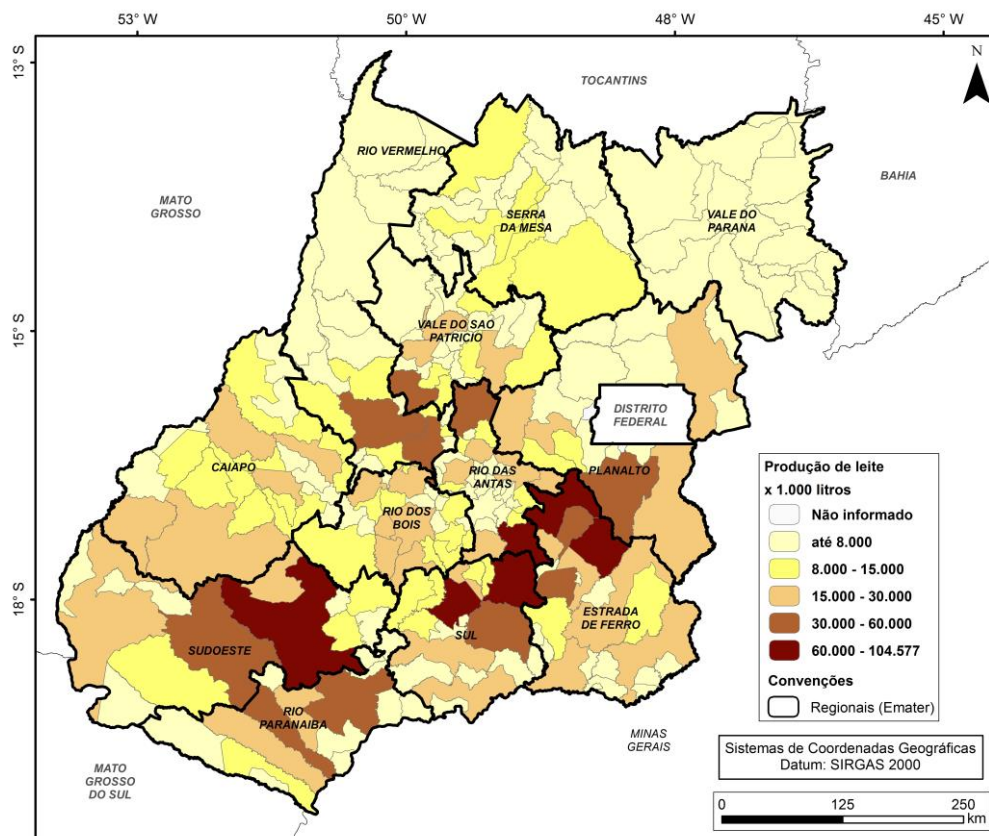 53° W
50° W
48° W
45° W
13° S
N
TOCANTINS
RIO VERMELHO
BAHIA
MATO
GROSSO
SERRA
DA MESA
VALE DO
PARANÃ
15° S
VALE DO SAO
PATRICIO
DISTRITO
FEDERAL
CAIAPO
RIO DAS
ANTAS
PLANALTO
RIO DOS
BOIS
Produção de leite
x 1.000 litros
Não informado
até 8.000
8.000 - 15.000
15.000 - 30.000
30.000 - 60.000
60.000 - 104.577
Convenções
Regionais (Emater)
18° S
ESTRADA
DE FERRO
SUL
SUDOESTE
RIO
PARANAIBA
MINAS
GERAIS
Sistemas de Coordenadas Geográficas
Datum: SIRGAS 2000
MATO
GROSSO
DO SUL
0 125 250
km